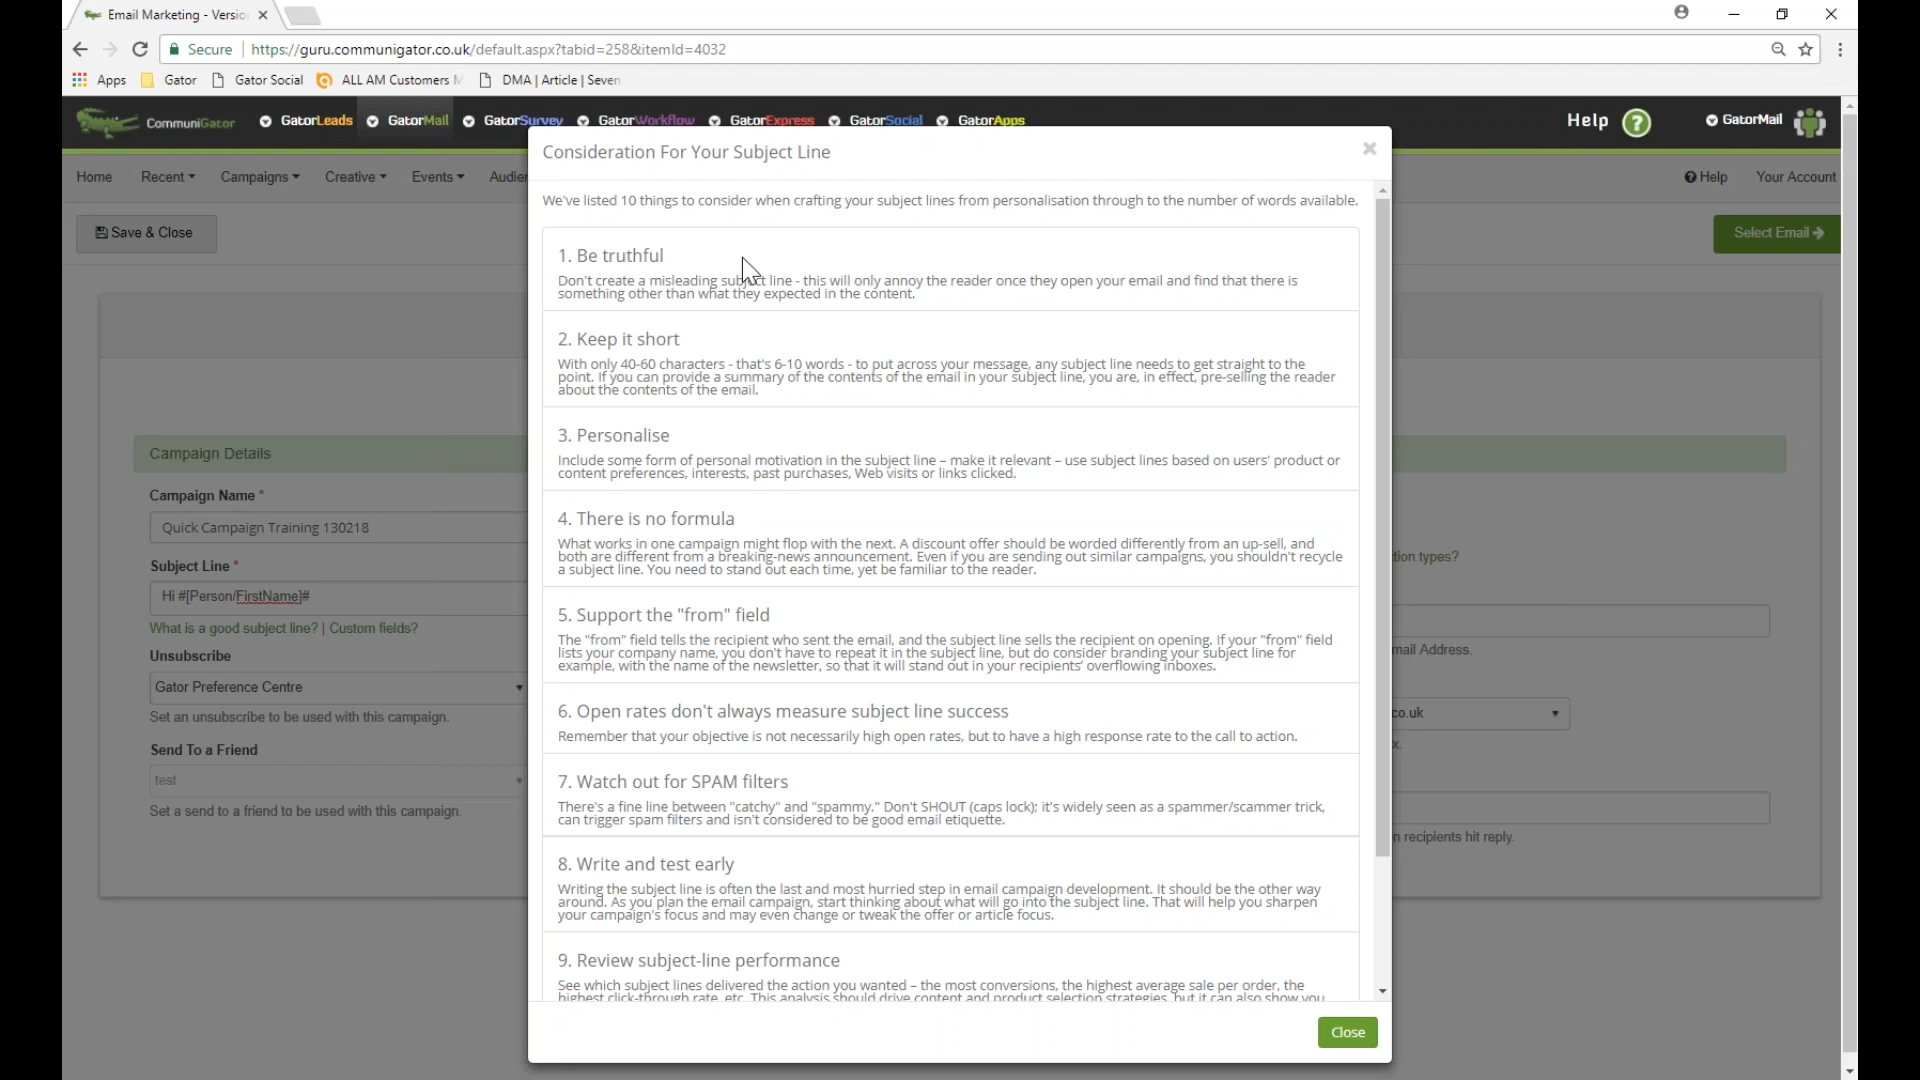 Email Marketing - Versio
Secure https://guru.communigator.co.uk/default.aspx?tabid=258&itemId=4032
Apps Gator Gator Social ALL AM Customers DMA | Article | Seven
CommuniGator GatorLeads GatorMail GatorSurvey GatorWorkflow GatorExpress GatorSocial GatorApps Help ? GatorMail
Home Recent Campaigns Creative Events Audien Help Your Account
Save & Close Select Email
Consideration For Your Subject Line
We've listed 10 things to consider when crafting your subject lines from personalisation through to the number of words available.
1. Be truthful
Don't create a misleading subject line - this will only annoy the reader once they open your email and find that there is
something other than what they expected in the content.
2. Keep it short
With only 40-60 characters - that's 6-10 words - to put across your message, any subject line needs to get straight to the
point. If you can provide a summary of the contents of the email in your subject line, you are, in effect, pre-selling the reader
about the contents of the email.
3. Personalise
Include some form of personal motivation in the subject line – make it relevant – use subject lines based on users' product or
content preferences, interests, past purchases, Web visits or links clicked.
4. There is no formula
What works in one campaign might flop with the next. A discount offer should be worded differently from an up-sell, and
both are different from a breaking-news announcement. Even if you are sending out similar campaigns, you shouldn't recycle
a subject line. You need to stand out each time, yet be familiar to the reader.
5. Support the "from" field
The "from" field tells the recipient who sent the email, and the subject line sells the recipient on opening. If your "from" field
lists your company name, you don't have to repeat it in the subject line, but do consider branding your subject line for
example, with the name of the newsletter, so that it will stand out in your recipients' overflowing inboxes.
6. Open rates don't always measure subject line success
Remember that your objective is not necessarily high open rates, but to have a high response rate to the call to action.
7. Watch out for SPAM filters
There's a fine line between "catchy" and "spammy." Don't SHOUT (caps lock); it's widely seen as a spammer/scammer trick,
can trigger spam filters and isn't considered to be good email etiquette.
8. Write and test early
Writing the subject line is often the last and most hurried step in email campaign development. It should be the other way
around. As you plan the email campaign, start thinking about what will go into the subject line. That will help you sharpen
your campaign's focus and may even change or tweak the offer or article focus.
9. Review subject-line performance
See which subject lines delivered the action you wanted – the most conversions, the highest average sale per order, the
highest click-through rate, etc. This analysis should drive content and product selection strategies, but it can also show you
Close
Campaign Details
Campaign Name *
Quick Campaign Training 130218
Subject Line *
Hi #[Person/FirstName]#
What is a good subject line? | Custom fields?
Unsubscribe
Gator Preference Centre
Set an unsubscribe to be used with this campaign.
Send To a Friend
test
Set a send to a friend to be used with this campaign.
tion types?
mail Address.
co.uk
x.
n recipients hit reply.